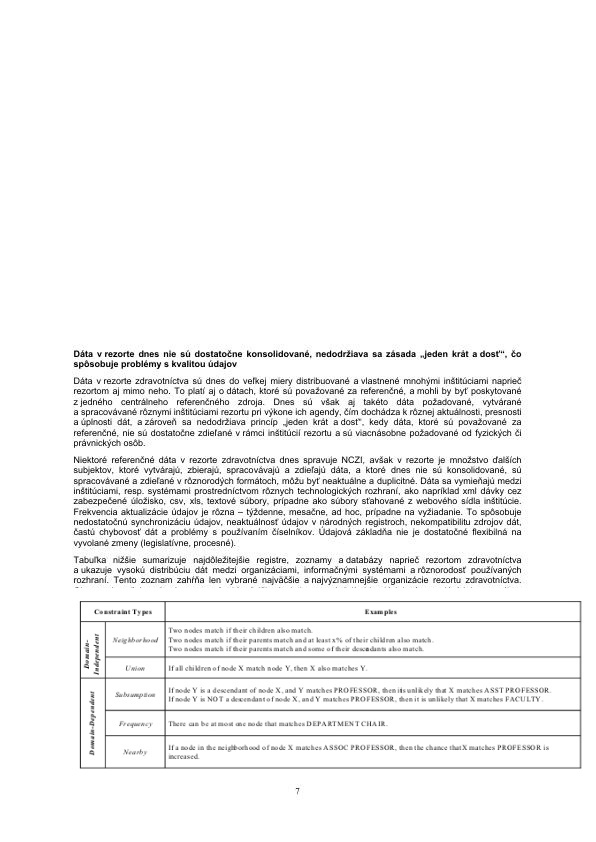 Dáta v rezorte dnes nie sú dostatočne konsolidované, nedodržiava sa zásada „jeden krát a dosť“, čo
spôsobuje problémy s kvalitou údajov
Dáta v rezorte zdravotníctva sú dnes do veľkej miery distribuované a vlastnené mnohými inštitúciami naprieč
rezortom aj mimo neho. To platí aj o dátach, ktoré sú považované za referenčné, a mohli by byť poskytované
z jedného centrálneho referenčného zdroja. Dnes sú však aj takéto dáta požadované, vytvárané
a spracovávané rôznymi inštitúciami rezortu pri výkone ich agendy, čím dochádza k rôznej aktuálnosti, presnosti
a úplnosti dát, a zároveň sa nedodržiava princíp „jeden krát a dosť“, kedy dáta, ktoré sú považované za
referenčné, nie sú dostatočne zdieľané v rámci inštitúcií rezortu a sú viacnásobne požadované od fyzických či
právnických osôb.
Niektoré referenčné dáta v rezorte zdravotníctva dnes spravuje NCZI, avšak v rezorte je množstvo ďalších
subjektov, ktoré vytvárajú, zbierajú, spracovávajú a zdieľajú dáta, a ktoré dnes nie sú konsolidované, sú
spracovávané a zdieľané v rôznorodých formátoch, môžu byť neaktuálne a duplicitné. Dáta sa vymieňajú medzi
inštitúciami, resp. systémami prostredníctvom rôznych technologických rozhraní, ako napríklad xml dávky cez
zabezpečené úložisko, csv, xls, textové súbory, prípadne ako súbory sťahované z webového sídla inštitúcie.
Frekvencia aktualizácie údajov je rôzna – týždenne, mesačne, ad hoc, prípadne na vyžiadanie. To spôsobuje
nedostatočnú synchronizáciu údajov, neaktuálnosť údajov v národných registroch, nekompatibilitu zdrojov dát,
častú chybovosť dát a problémy s používaním číselníkov. Údajová základňa nie je dostatočne flexibilná na
vyvolané zmeny (legislatívne, procesné).
Tabuľka nižšie sumarizuje najdôležitejšie registre, zoznamy a databázy naprieč rezortom zdravotníctva
a ukazuje vysokú distribúciu dát medzi organizáciami, informačnými systémami a rôznorodosť používaných
rozhraní. Tento zoznam zahŕňa len vybrané najväčšie a najvýznamnejšie organizácie rezortu zdravotníctva.
Constraint Types Examples
Domain-
Independent
Neighborhood
Two nodes match if their children also match.
Two nodes match if their parents match and at least x% of their children also match.
Two nodes match if their parents match and some of their descendants also match.
Union
If all children of node X match node Y, then X also matches Y.
Domain-Dependent
Subsumption
If node Y is a descendant of node X, and Y matches PROFESSOR, then it is unlikely that X matches ASST PROFESSOR.
If node Y is NOT a descendant of node X, and Y matches PROFESSOR, then it is unlikely that X matches FACULTY.
Frequency
There can be at most one node that matches DEPARTMENT CHAIR.
Nearby
If a node in the neighborhood of node X matches ASSOC PROFESSOR, then the chance that X matches PROFESSOR is
increased.
7